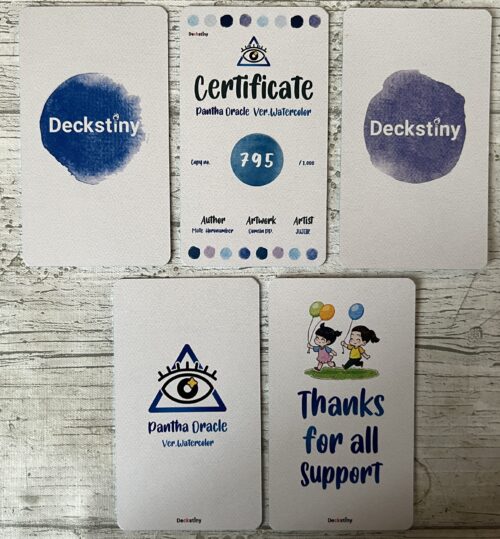 Deckstiny
Deckstiny
Certificate
Pantha Oracle Ver.Watercolor
Copy no. 795 / 1,000
Author Artwork Artist
Deckstiny
Pantha Oracle
Ver.Watercolor
Deckstiny
Thanks
for all
Support
Deckstiny